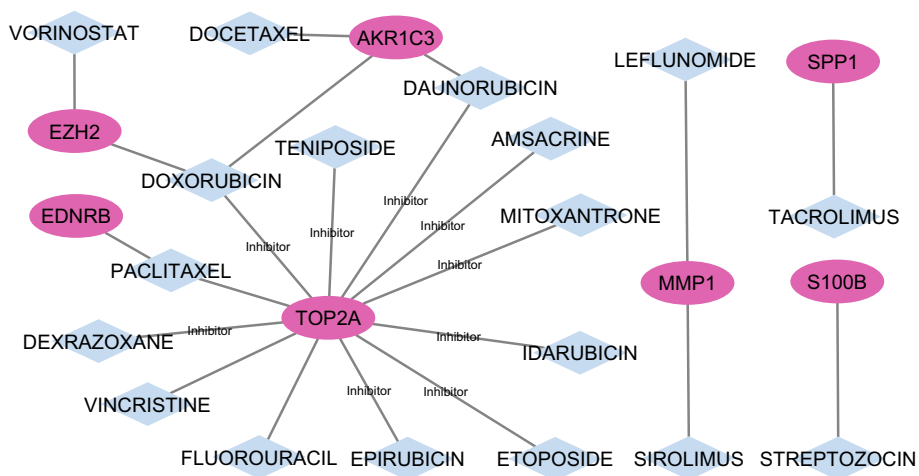 VORINOSTAT
DOCETAXEL
AKR1C3
LEFLUNOMIDE
SPP1
DAUNORUBICIN
EZH2
TENIPOSIDE
AMSACRINE
DOXORUBICIN
Inhibitor
EDNRB
MITOXANTRONE
TACROLIMUS
Inhibitor
Inhibitor
Inhibitor
Inhibitor
PACLITAXEL
MMP1
S100B
TOP2A
DEXRAZOXANE
Inhibitor
Inhibitor
IDARUBICIN
Inhibitor
Inhibitor
VINCRISTINE
FLUOROURACIL
EPIRUBICIN
ETOPOSIDE
SIROLIMUS
STREPTOZOCIN